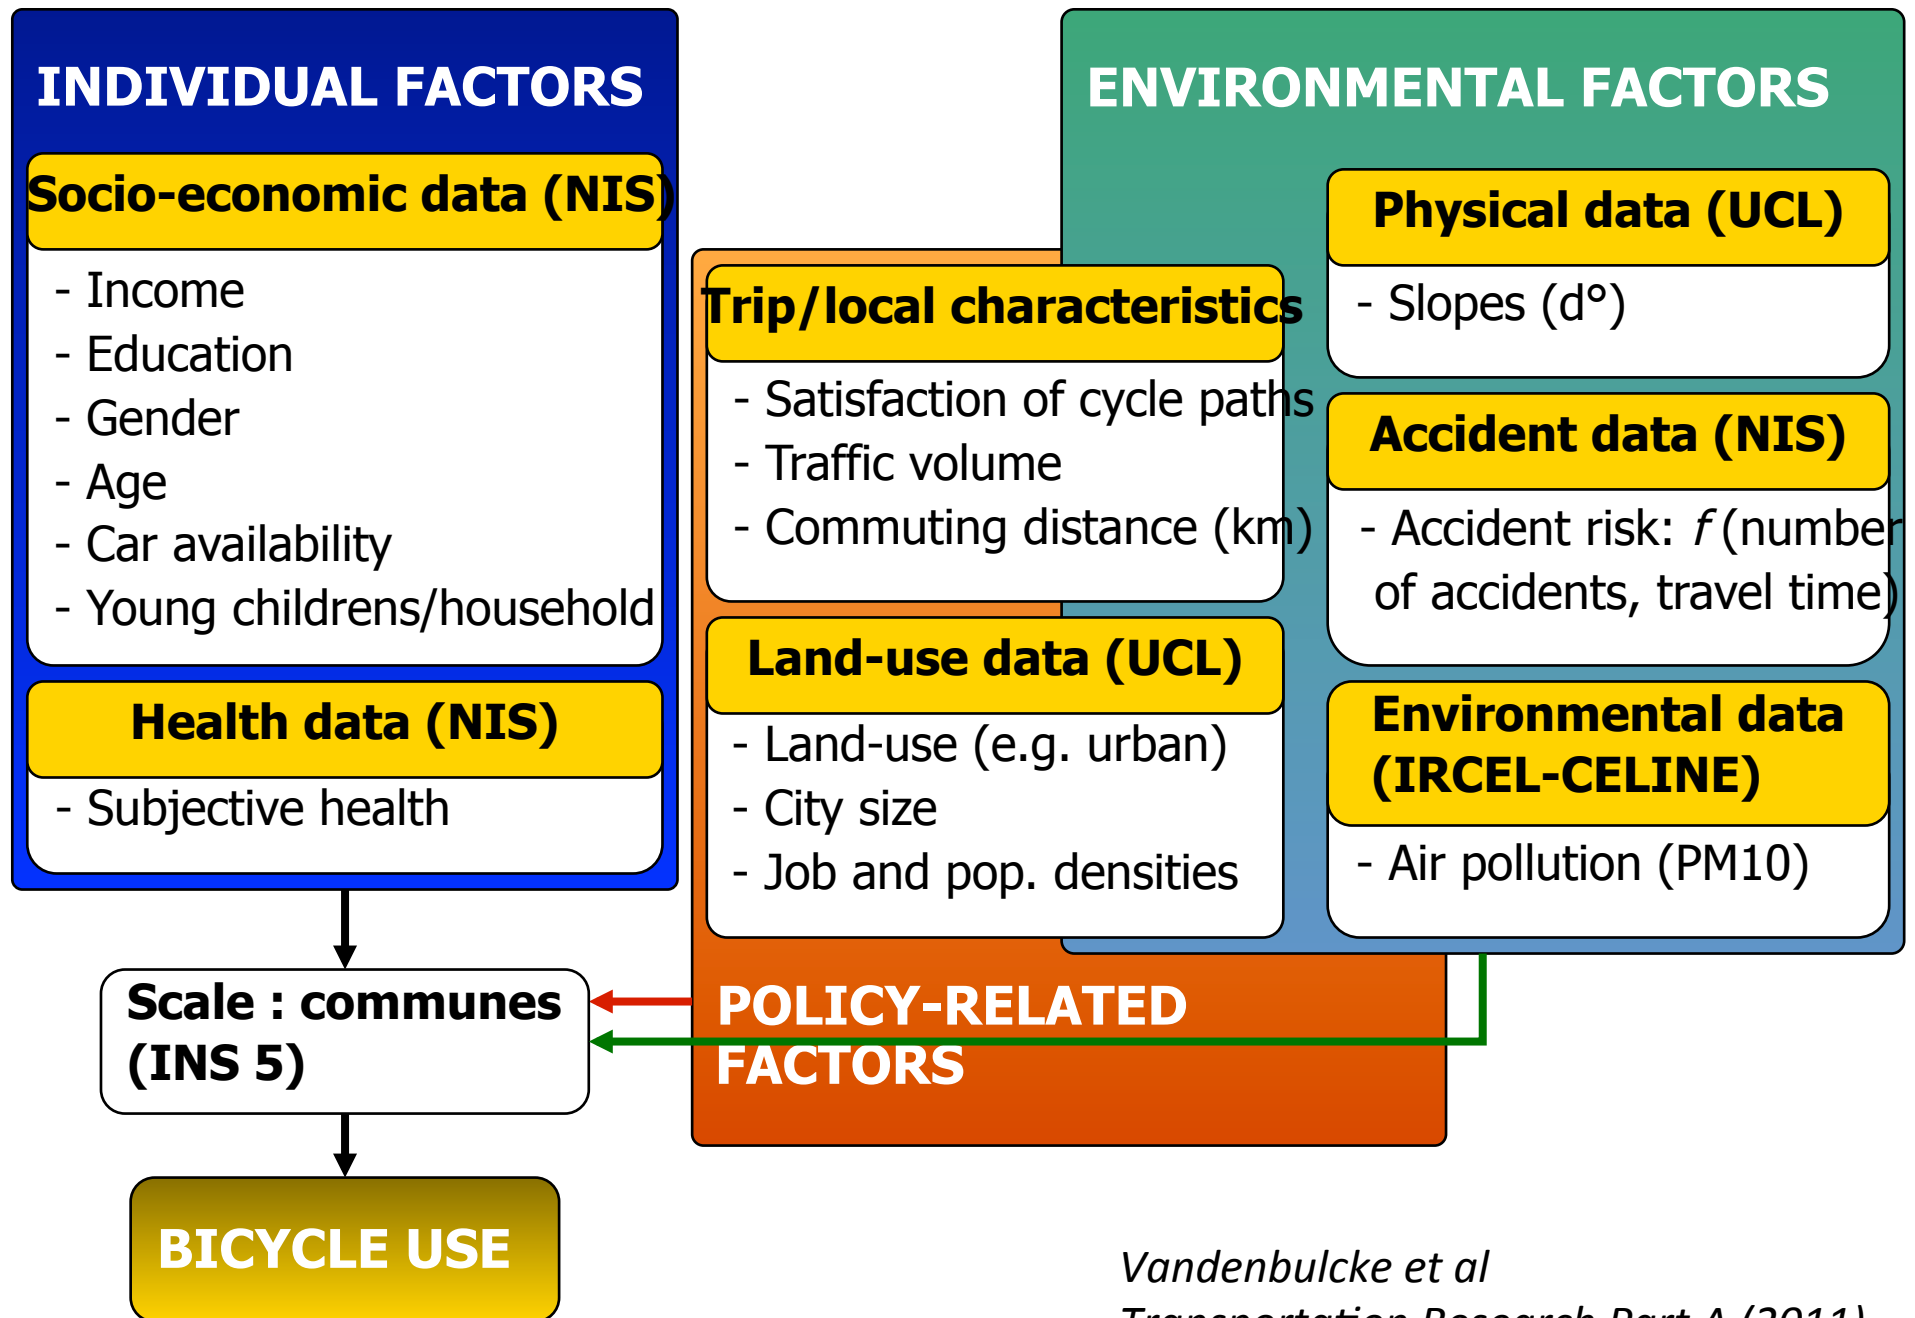 INDIVIDUAL FACTORS
Socio-economic data (NIS)
- Income
- Education
- Gender
- Age
- Car availability
- Young childrens/household
Health data (NIS)
- Subjective health
ENVIRONMENTAL FACTORS
Trip/local characteristics
- Satisfaction of cycle paths
- Traffic volume
- Commuting distance (km)
Land-use data (UCL)
- Land-use (e.g. urban)
- City size
- Job and pop. densities
Physical data (UCL)
- Slopes (d°)
Accident data (NIS)
- Accident risk: f (number
of accidents, travel time)
Environmental data
(IRCEL-CELINE)
- Air pollution (PM10)
POLICY-RELATED
FACTORS
Scale : communes
(INS 5)
BICYCLE USE
Vandenbulcke et al
Transportation Research Part A (2011)